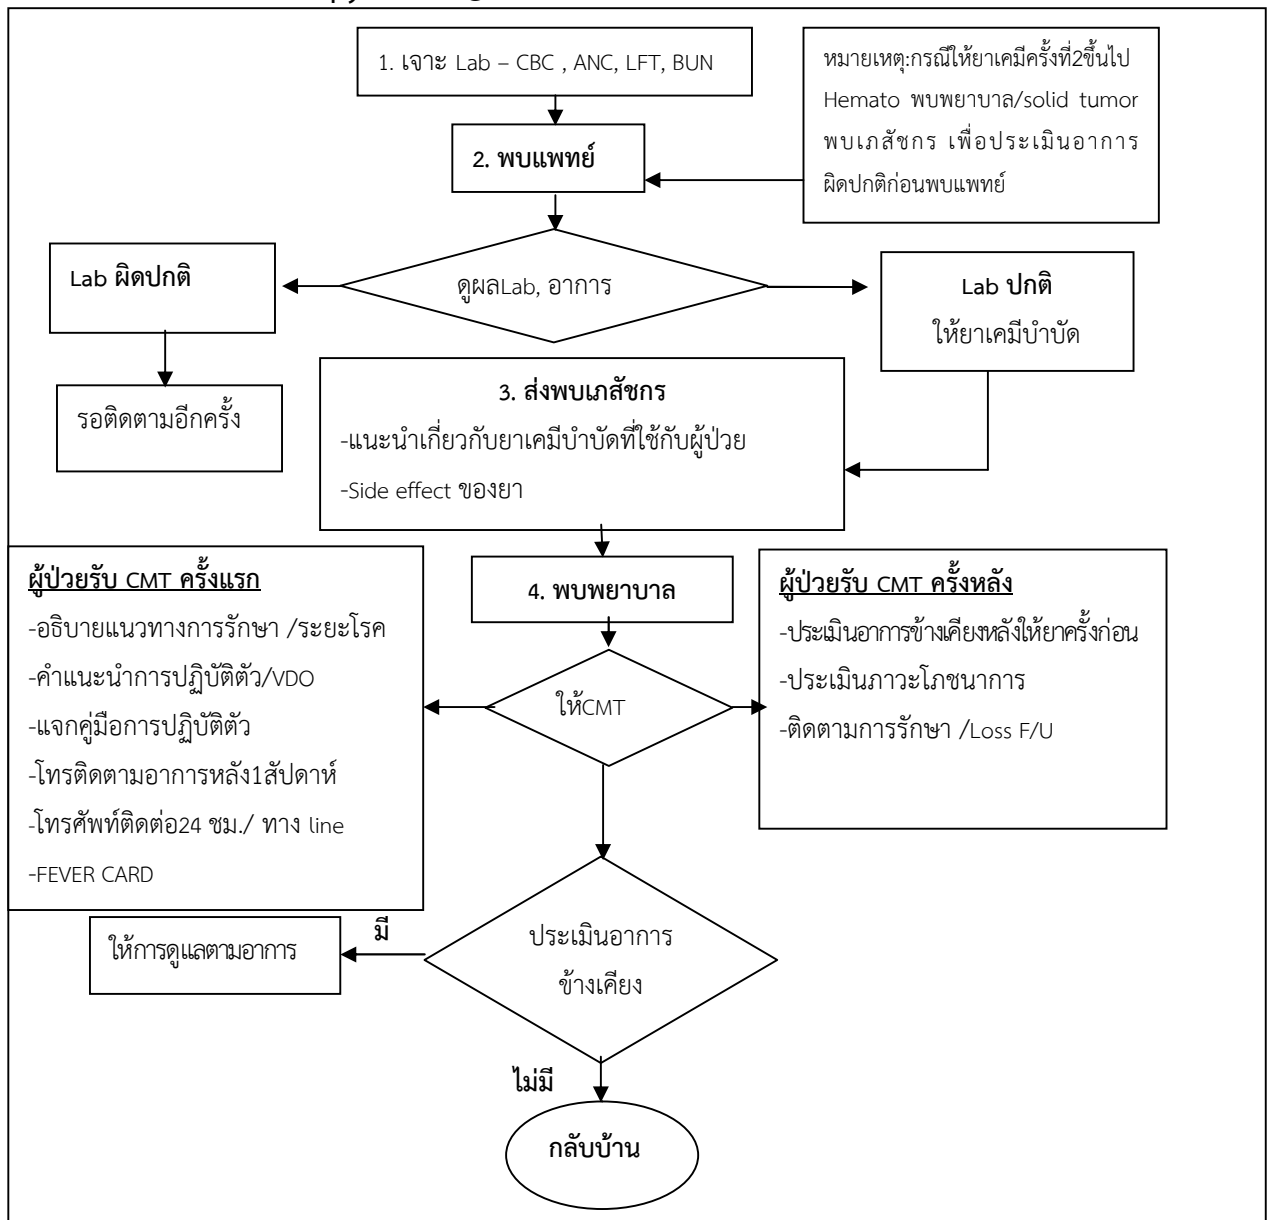 1. เจาะ Lab – CBC , ANC, LFT, BUN
หมายเหตุ:กรณีให้ยาเคมีครั้งที่2ขึ้นไป
Hemato พบพยาบาล/solid tumor
พบเภสัชกร เพื่อประเมินอาการ
ผิดปกติก่อนพบแพทย์
2. พบแพทย์
ดูผลLab, อาการ
Lab ผิดปกติ
รอติดตามอีกครั้ง
Lab ปกติ
ให้ยาเคมีบำบัด
3. ส่งพบเภสัชกร
-แนะนำเกี่ยวกับยาเคมีบำบัดที่ใช้กับผู้ป่วย
-Side effect ของยา
4. พบพยาบาล
ให้CMT
ผู้ป่วยรับ CMT ครั้งแรก
-อธิบายแนวทางการรักษา /ระยะโรค
-คำแนะนำการปฏิบัติตัว/VDO
-แจกคู่มือการปฏิบัติตัว
-โทรติดตามอาการหลัง1สัปดาห์
-โทรศัพท์ติดต่อ24 ชม./ ทาง line
-FEVER CARD
ผู้ป่วยรับ CMT ครั้งหลัง
-ประเมินอาการข้างเคียงหลังให้ยาครั้งก่อน
-ประเมินภาวะโภชนาการ
-ติดตามการรักษา /Loss F/U
ประเมินอาการ
ข้างเคียง
มี
ให้การดูแลตามอาการ
ไม่มี
กลับบ้าน